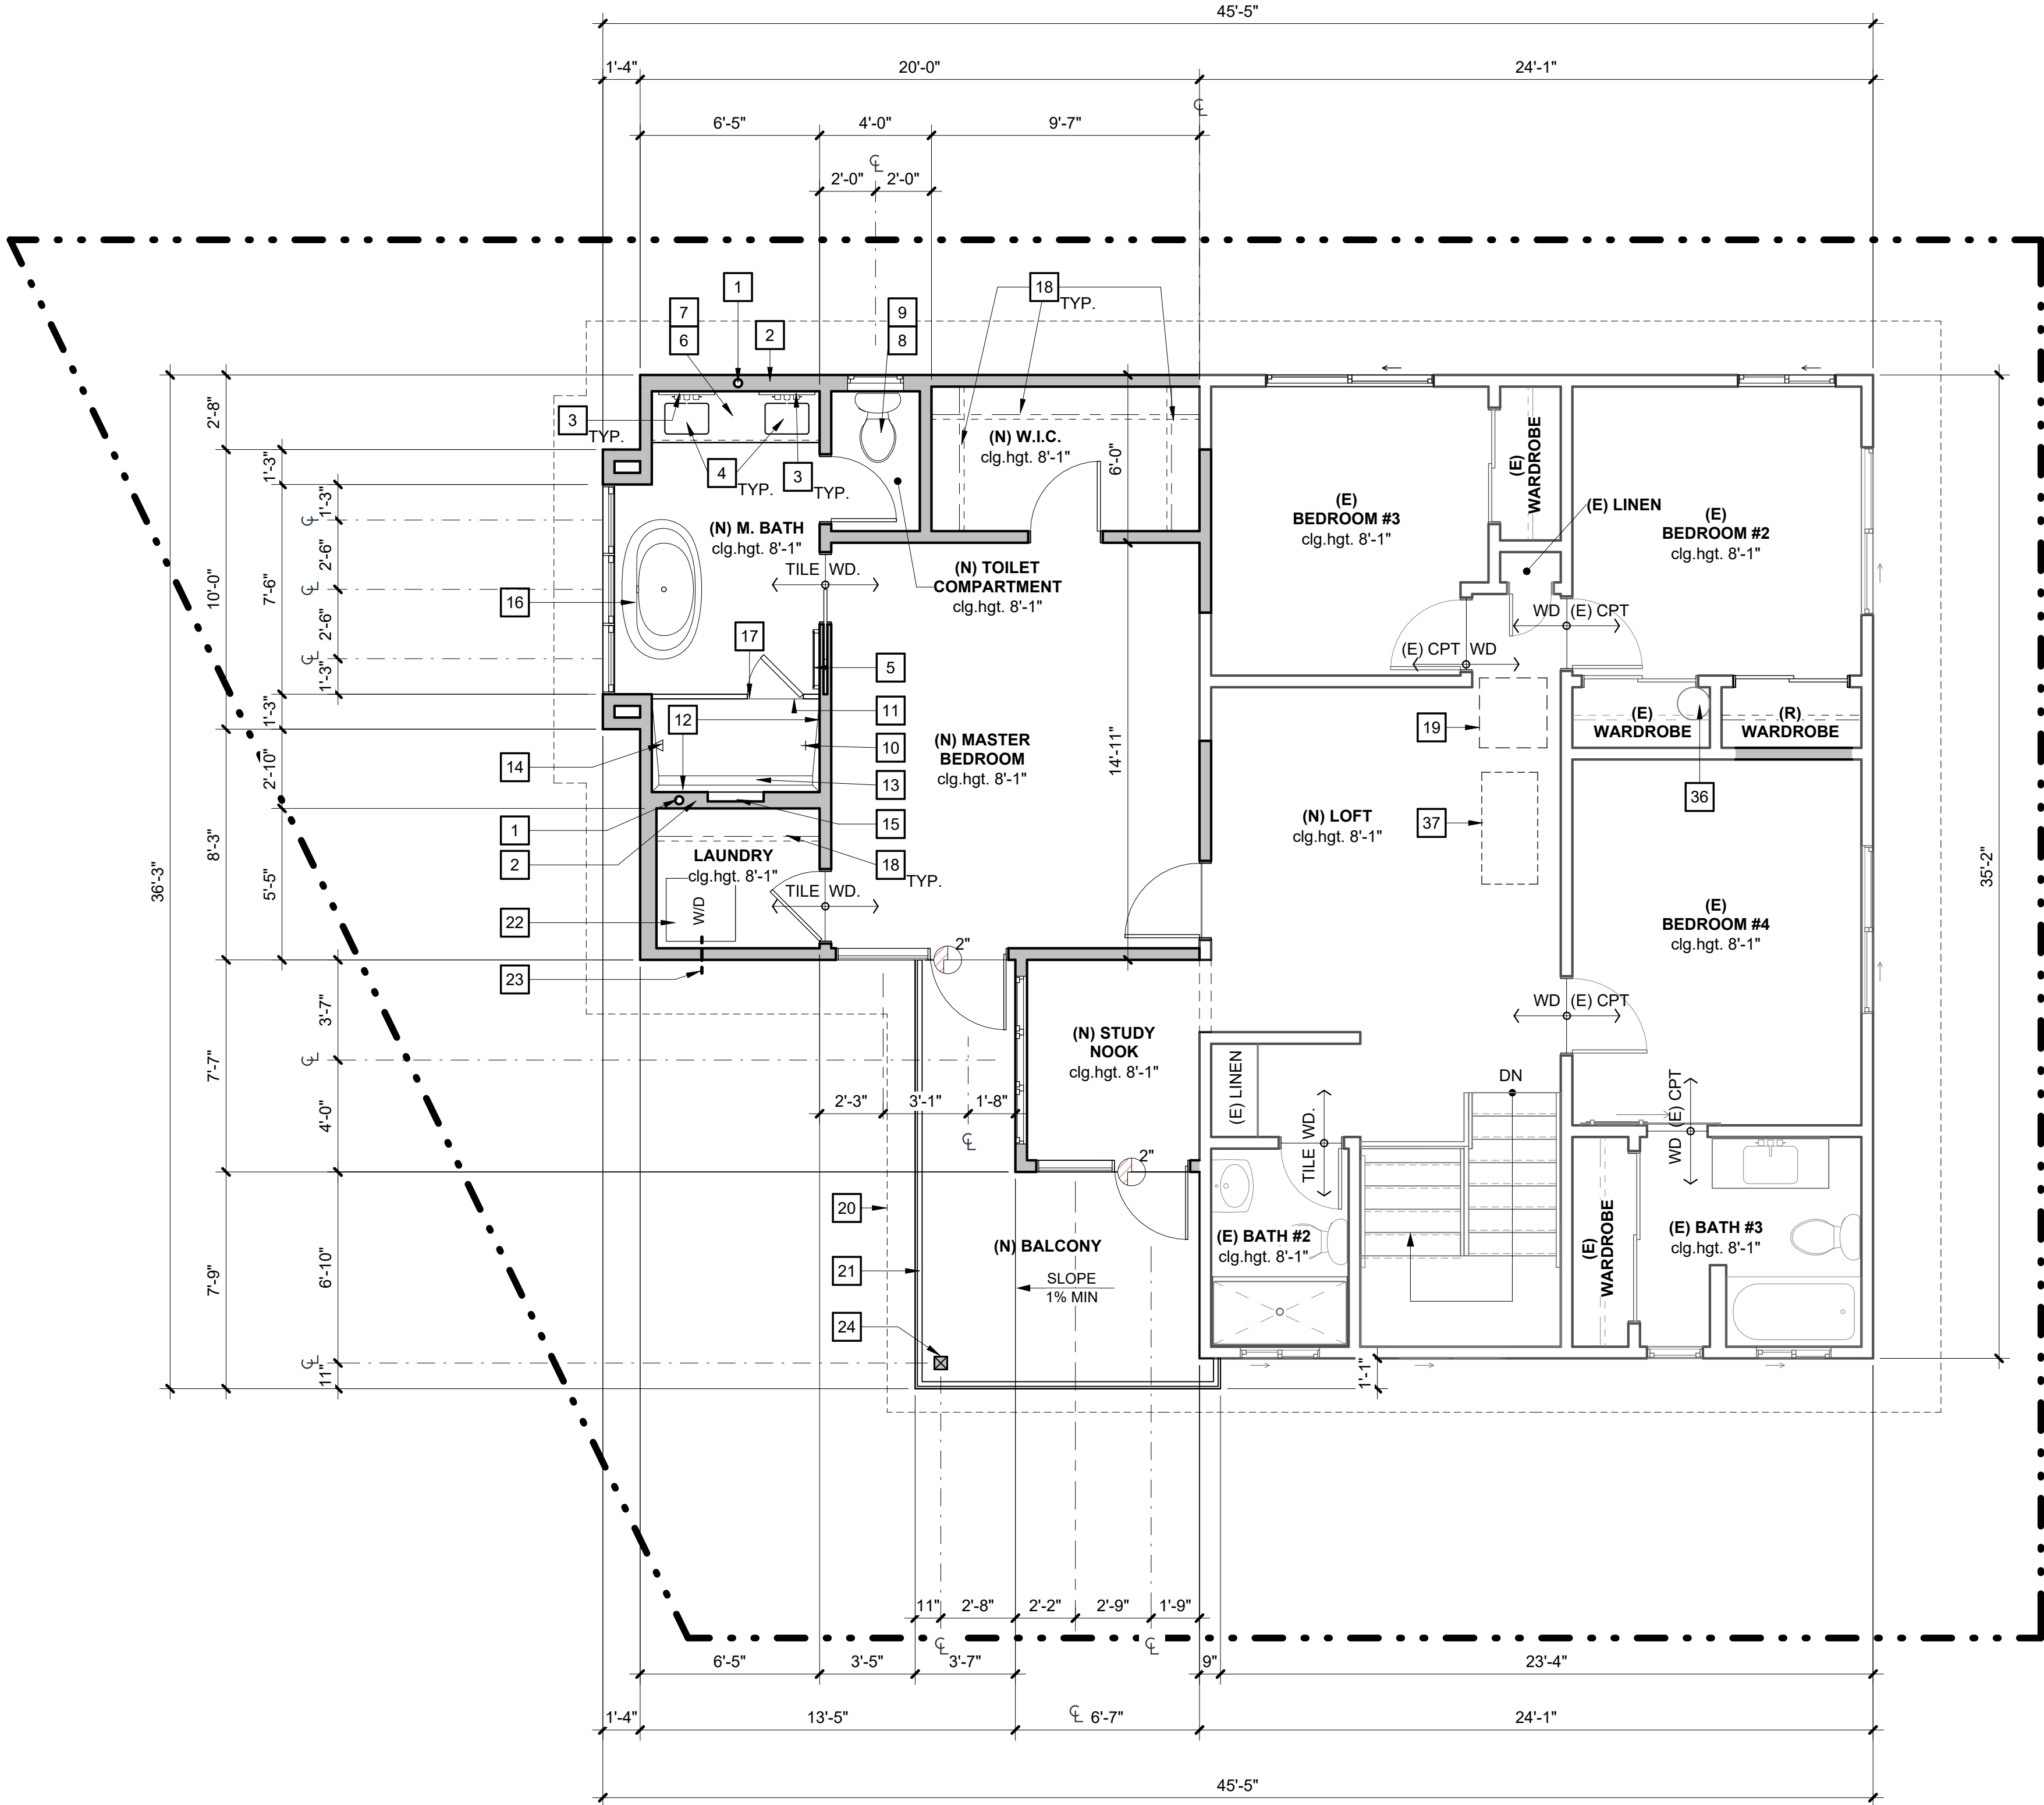 45'-5"
1'-4"
20'-0"
24'-1"
℄
6'-5"
4'-0"
9'-7"
℄
2'-0"
2'-0"
1
18
TYP.
7
6
2
9
8
3
TYP.
4
TYP.
3
TYP.
(N) W.I.C.
clg.hgt. 8'-1"
6'-0"
(N) M. BATH
clg.hgt. 8'-1"
TILE
WD.
(N) TOILET
COMPARTMENT
clg.hgt. 8'-1"
(E)
BEDROOM #3
clg.hgt. 8'-1"
(E)
WARDROBE
(E) LINEN
(E)
BEDROOM #2
clg.hgt. 8'-1"
WD
(E) CPT
(E) CPT
WD
16
17
5
11
12
10
14
13
15
1
2
18
TYP.
(N) MASTER
BEDROOM
clg.hgt. 8'-1"
14'-11"
19
(E)
WARDROBE
(R)
WARDROBE
36
37
(N) LOFT
clg.hgt. 8'-1"
LAUNDRY
clg.hgt. 8'-1"
TILE
WD.
W/D
22
23
2"
(E)
BEDROOM #4
clg.hgt. 8'-1"
WD
(E) CPT
(N) STUDY
NOOK
clg.hgt. 8'-1"
(E) LINEN
DN
2'-3"
3'-1"
1'-8"
℄
TILE
WD.
WD
(E) CPT
2"
20
21
24
(N) BALCONY
SLOPE
1% MIN
(E) BATH #2
clg.hgt. 8'-1"
(E)
WARDROBE
(E) BATH #3
clg.hgt. 8'-1"
1'-1"
36'-3"
2'-8"
10'-0"
8'-3"
7'-7"
7'-9"
1'-3"
7'-6"
1'-3"
2'-10"
5'-5"
1'-3"
℄
2'-6"
℄
2'-6"
℄
1'-3"
3'-7"
℄
4'-0"
6'-10"
℄
11"
35'-2"
11"
2'-8"
2'-2"
2'-9"
1'-9"
℄
℄
6'-5"
3'-5"
3'-7"
9"
23'-4"
1'-4"
13'-5"
℄
6'-7"
24'-1"
45'-5"